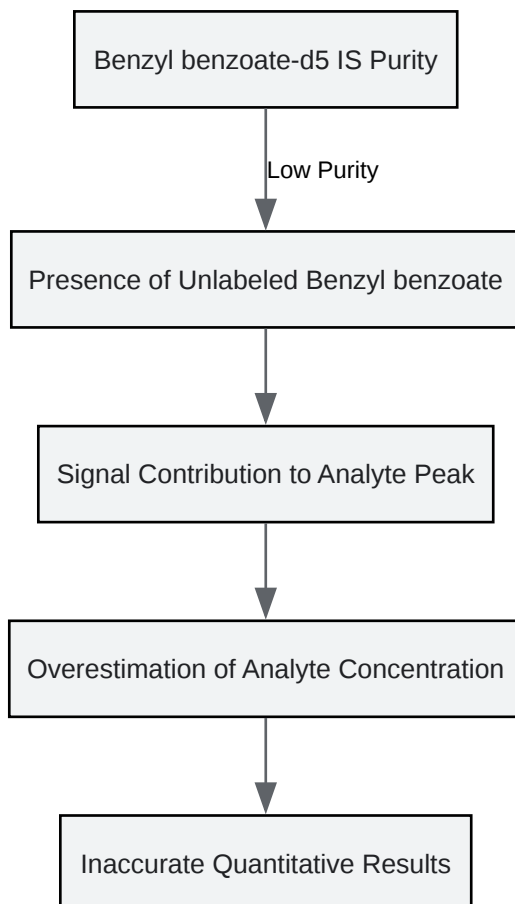 Benzyl benzoate-d5 IS Purity
Low Purity
Presence of Unlabeled Benzyl benzoate
Signal Contribution to Analyte Peak
Overestimation of Analyte Concentration
Inaccurate Quantitative Results